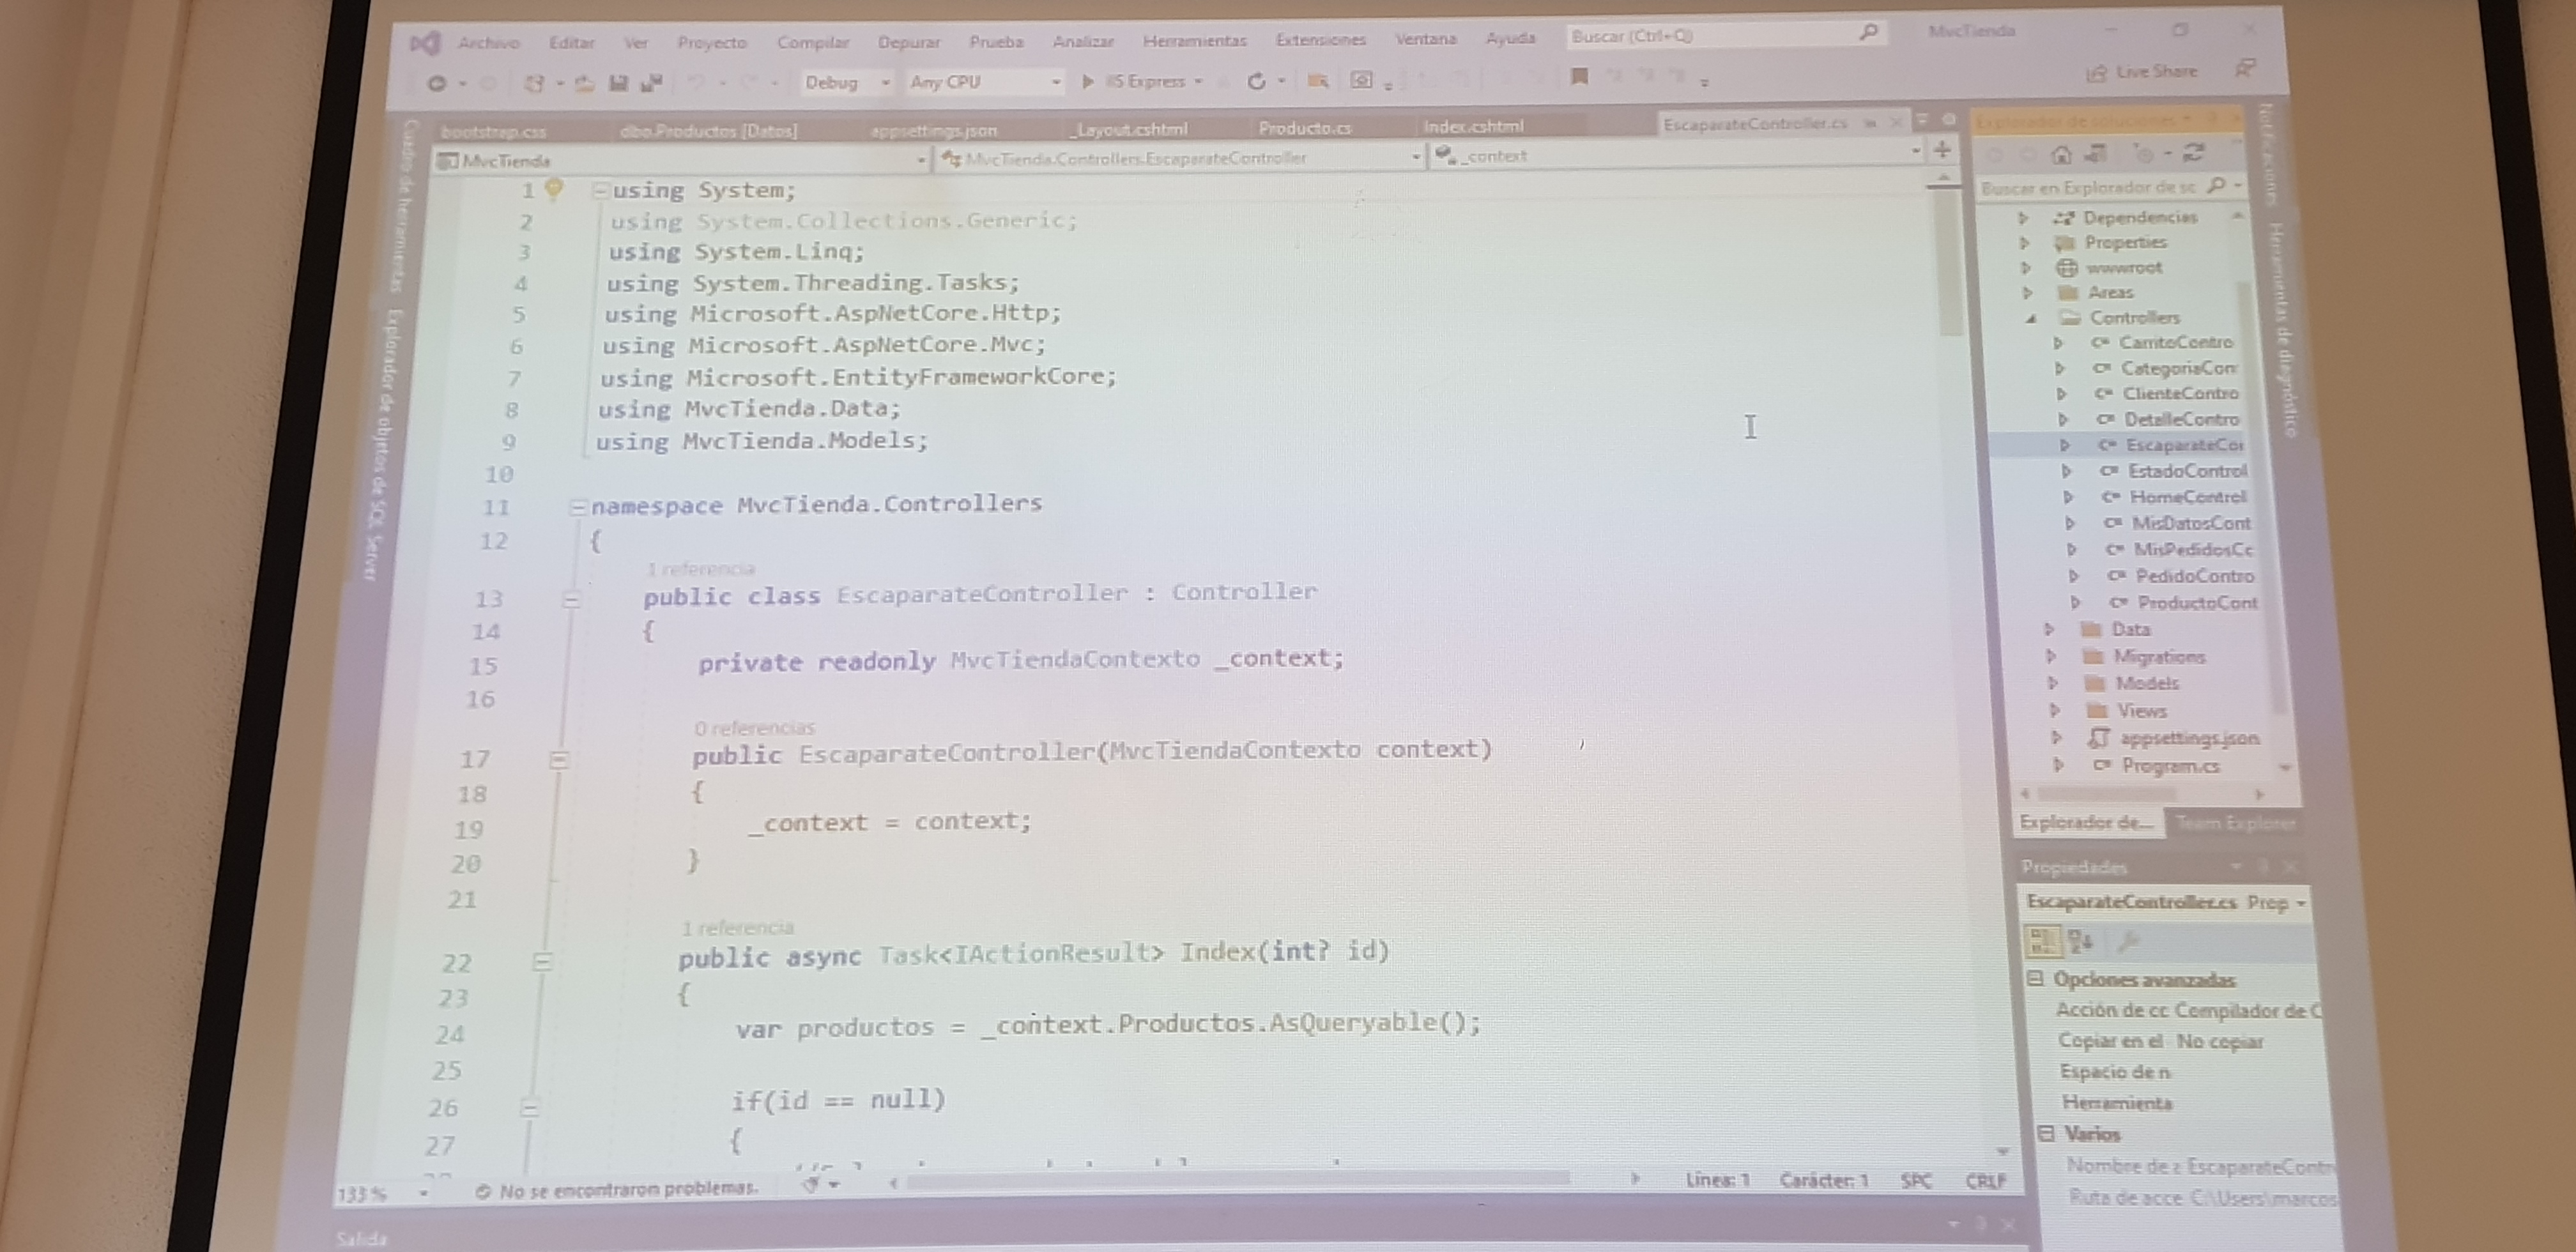 Archivo Editar Ver Proyecto Compilar Depurar Prueba Analizar Herramientas Extensiones Ventana Ayuda Buscar (Ctrl+Q) MvcTienda
Debug Any CPU IIS Express Live Share
bootstrap.css dbo.Productos [Datos] appsettings.json _Layout.cshtml Producto.cs Index.cshtml EscaparateController.cs
Explorador de soluciones
MvcTienda MvcTienda.Controllers.EscaparateController _context
Cuadro de herramientas
Explorador de objetos de SQL Server
1 using System;
2 using System.Collections.Generic;
3 using System.Linq;
4 using System.Threading.Tasks;
5 using Microsoft.AspNetCore.Http;
6 using Microsoft.AspNetCore.Mvc;
7 using Microsoft.EntityFrameworkCore;
8 using MvcTienda.Data;
9 using MvcTienda.Models;
10
11 namespace MvcTienda.Controllers
12 {
1 referencia
13 public class EscaparateController : Controller
14 {
15 private readonly MvcTiendaContexto _context;
16
0 referencias
17 public EscaparateController(MvcTiendaContexto context)
18 {
19 _context = context;
20 }
21
1 referencia
22 public async Task<IActionResult> Index(int? id)
23 {
24 var productos = _context.Productos.AsQueryable();
25
26 if(id == null)
27 {
133 % No se encontraron problemas. Línea: 1 Carácter: 1 SPC CRLF
Salida
Buscar en Explorador de sc
Dependencias
Properties
wwwroot
Areas
Controllers
CarritoContro
CategoriaCon
ClienteContro
DetalleContro
EscaparateCor
EstadoControl
HomeControl
MisDatosCont
MisPedidosCc
PedidoContro
ProductoCont
Data
Migrations
Models
Views
appsettings.json
Program.cs
Explorador de... Team Explorer
Propiedades
EscaparateController.cs Prop
Opciones avanzadas
Acción de cc Compilador de C
Copiar en el No copiar
Espacio de n
Herramienta
Varios
Nombre de a EscaparateContr
Ruta de acce C:\Users\marcos
Notificaciones
Herramientas de diagnóstico